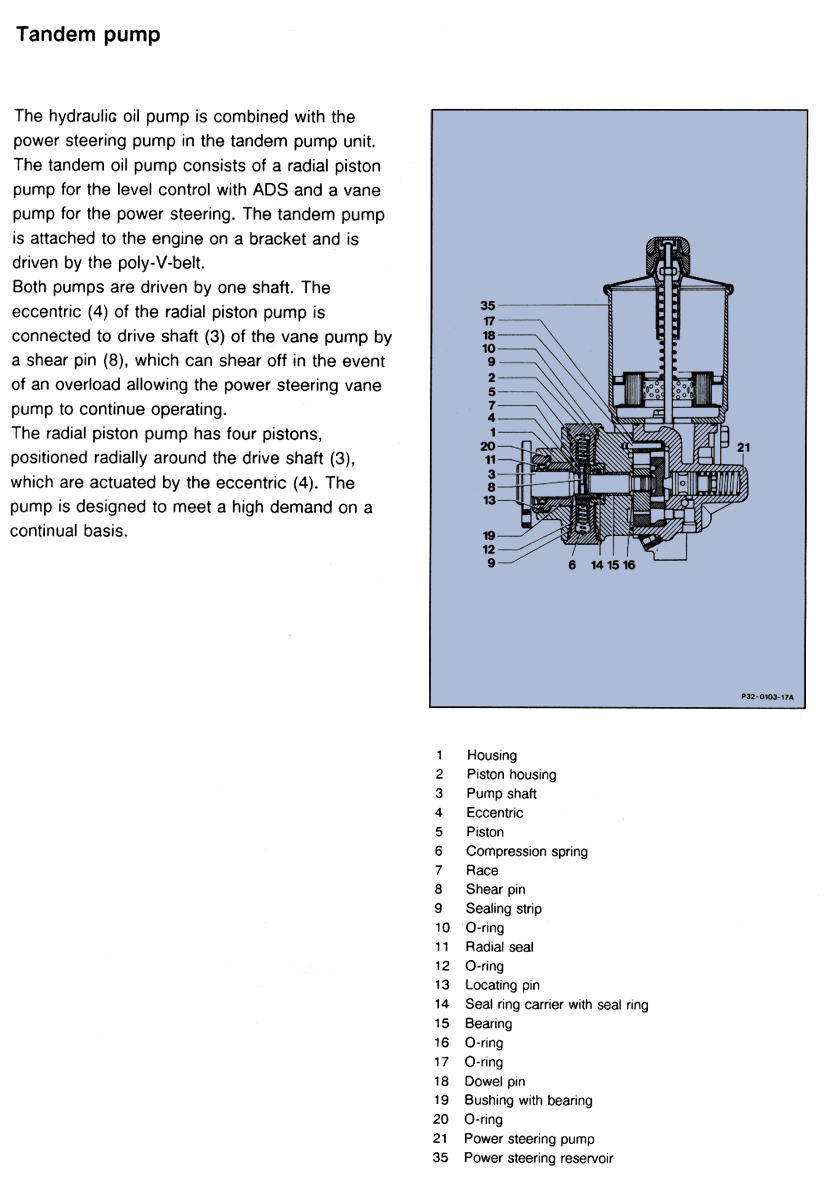 Tandem pump
The hydraulic oil pump is combined with the
power steering pump in the tandem pump unit.
The tandem oil pump consists of a radial piston
pump for the level control with ADS and a vane
pump for the power steering. The tandem pump
is attached to the engine on a bracket and is
driven by the poly-V-belt.
Both pumps are driven by one shaft. The
eccentric (4) of the radial piston pump is
connected to drive shaft (3) of the vane pump by
a shear pin (8), which can shear off in the event
of an overload allowing the power steering vane
pump to continue operating.
The radial piston pump has four pistons,
positioned radially around the drive shaft (3),
which are actuated by the eccentric (4). The
pump is designed to meet a high demand on a
continual basis.
35
17
18
10
9
2
5
7
4
1
20
11
3
8
13
19
12
9
6 14 15 16
21
P32-0103-17A
1 Housing
2 Piston housing
3 Pump shaft
4 Eccentric
5 Piston
6 Compression spring
7 Race
8 Shear pin
9 Sealing strip
10 O-ring
11 Radial seal
12 O-ring
13 Locating pin
14 Seal ring carrier with seal ring
15 Bearing
16 O-ring
17 O-ring
18 Dowel pin
19 Bushing with bearing
20 O-ring
21 Power steering pump
35 Power steering reservoir